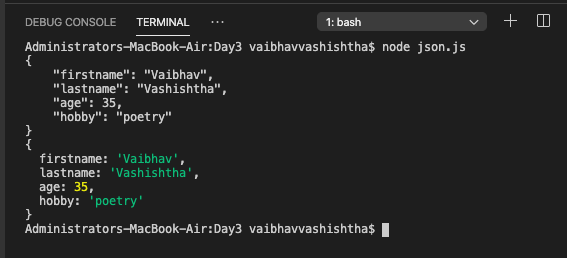 DEBUG CONSOLE TERMINAL ··· 1: bash
Administrators-MacBook-Air:Day3 vaibhavvashishtha$ node json.js
{
    "firstname": "Vaibhav",
    "lastname": "Vashishtha",
    "age": 35,
    "hobby": "poetry"
}
{
  firstname: 'Vaibhav',
  lastname: 'Vashishtha',
  age: 35,
  hobby: 'poetry'
}
Administrators-MacBook-Air:Day3 vaibhavvashishtha$